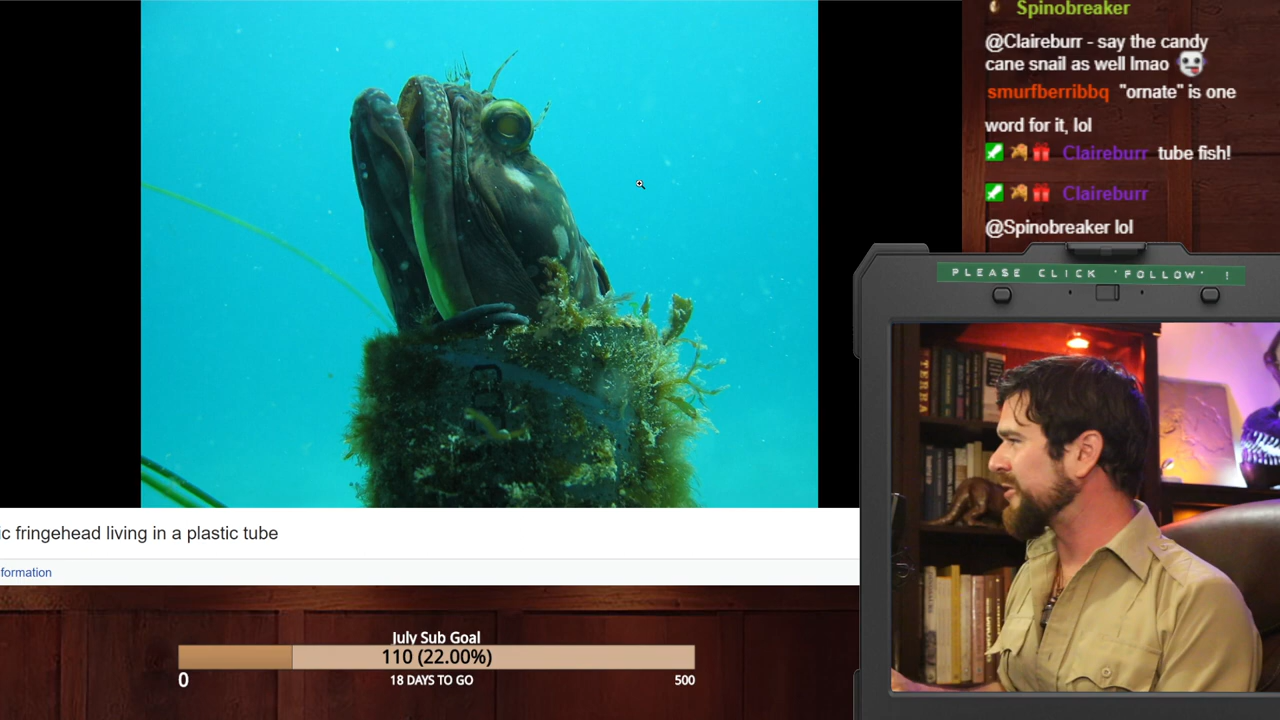 Spinobreaker
@Claireburr - say the candy
cane snail as well lmao
smurfberribbq "ornate" is one
word for it, lol
Claireburr tube fish!
Claireburr
@Spinobreaker lol
PLEASE CLICK 'FOLLOW' !
ic fringehead living in a plastic tube
formation
July Sub Goal
110 (22.00%)
0 18 DAYS TO GO 500